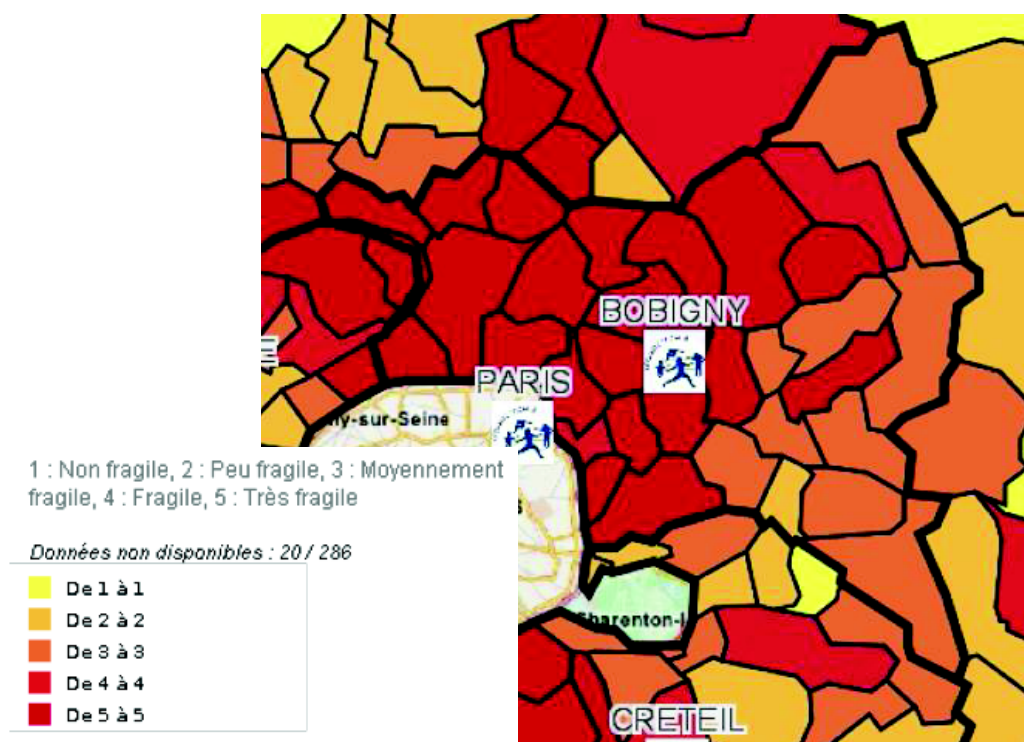 BOBIGNY
E
PARIS
ny-sur-Seine
s
1 : Non fragile, 2 : Peu fragile, 3 : Moyennement
fragile, 4 : Fragile, 5 : Très fragile
Données non disponibles : 20 / 286
De 1 à 1
De 2 à 2
De 3 à 3
De 4 à 4
De 5 à 5
Charenton-l
CRETEIL